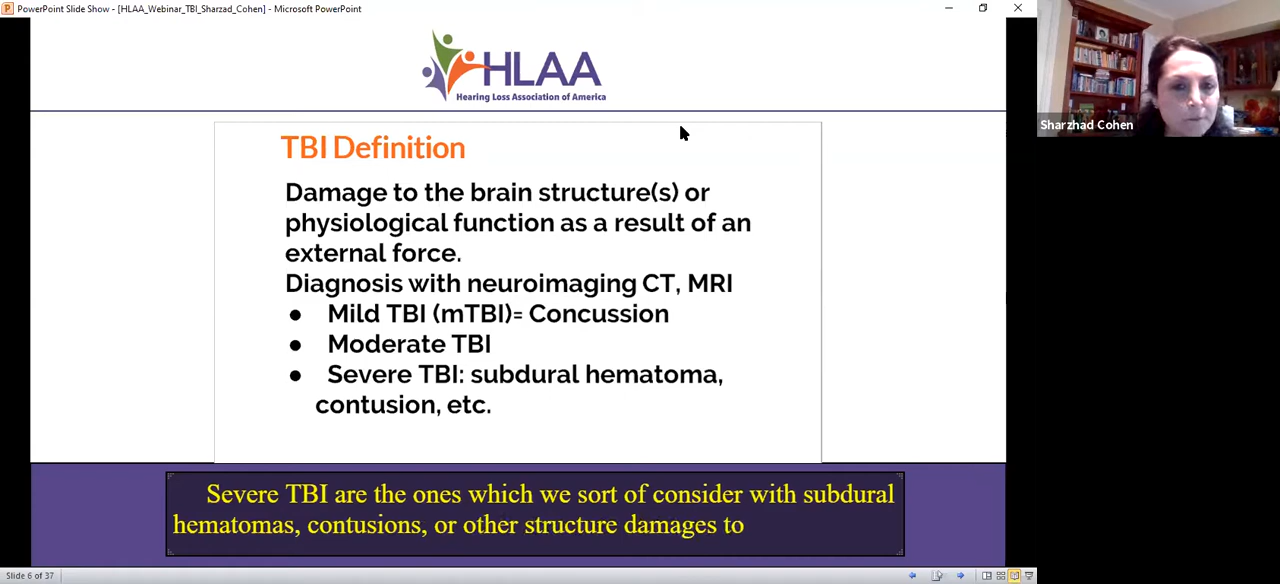 PowerPoint Slide Show - [HLAA_Webinar_TBI_Sharzad_Cohen] - Microsoft PowerPoint
HLAA
Hearing Loss Association of America
Sharzhad Cohen
TBI Definition
Damage to the brain structure(s) or
physiological function as a result of an
external force.
Diagnosis with neuroimaging CT, MRI
● Mild TBI (mTBI)= Concussion
● Moderate TBI
● Severe TBI: subdural hematoma,
contusion, etc.
Severe TBI are the ones which we sort of consider with subdural
hematomas, contusions, or other structure damages to
Slide 6 of 37